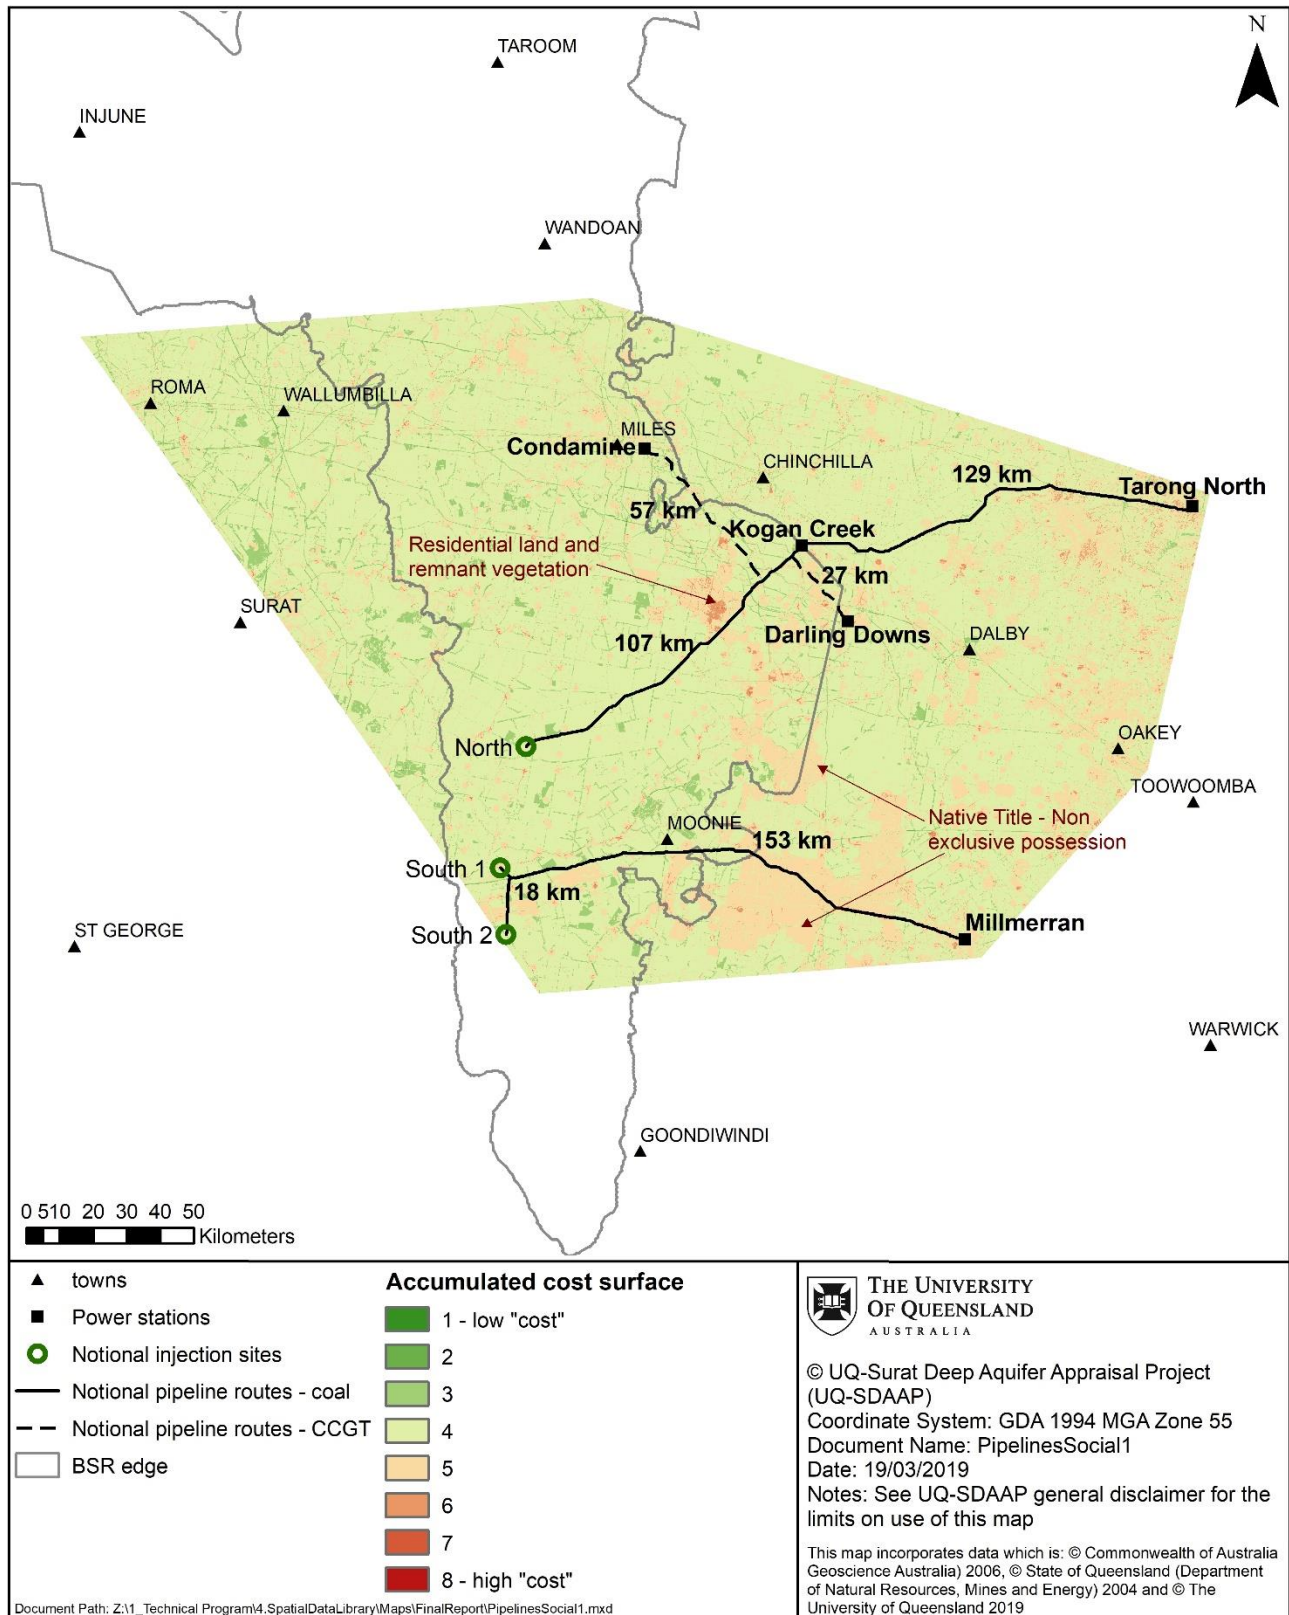 N
TAROOM
INJUNE
WANDOAN
ROMA
WALLUMBILLA
MILES
Condamine
CHINCHILLA
129 km
Tarong North
57 km
Kogan Creek
Residential land and
remnant vegetation
27 km
SURAT
Darling Downs
107 km
DALBY
North
OAKEY
TOOWOOMBA
MOONIE
Native Title - Non
exclusive possession
153 km
South 1
18 km
South 2
Millmerran
ST GEORGE
WARWICK
GOONDIWINDI
0 510 20 30 40 50
Kilometers
towns
Power stations
Notional injection sites
Notional pipeline routes - coal
Notional pipeline routes - CCGT
BSR edge
Accumulated cost surface
1 - low "cost"
2
3
4
5
6
7
8 - high "cost"
Document Path: Z:\1_Technical Program\4.SpatialDataLibrary\Maps\FinalReport\PipelinesSocial1.mxd
THE UNIVERSITY
OF QUEENSLAND
AUSTRALIA
© UQ-Surat Deep Aquifer Appraisal Project
(UQ-SDAAP)
Coordinate System: GDA 1994 MGA Zone 55
Document Name: PipelinesSocial1
Date: 19/03/2019
Notes: See UQ-SDAAP general disclaimer for the
limits on use of this map
This map incorporates data which is: © Commonwealth of Australia
Geoscience Australia) 2006, © State of Queensland (Department
of Natural Resources, Mines and Energy) 2004 and © The
University of Queensland 2019